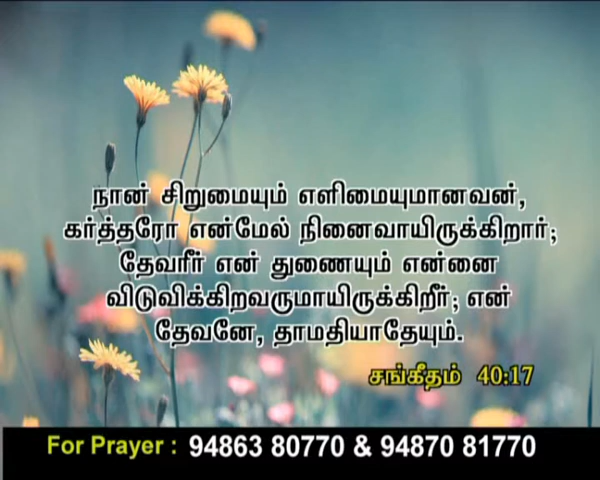 நான் சிறுமையும் எளிமையுமானவன்,
கர்த்தரோ என்மேல் நினைவாயிருக்கிறார்;
தேவரீர் என் துணையும் என்னை
விடுவிக்கிறவருமாயிருக்கிறீர்; என்
தேவனே, தாமதியாதேயும்.
சங்கீதம் 40:17
For Prayer : 94863 80770 & 94870 81770